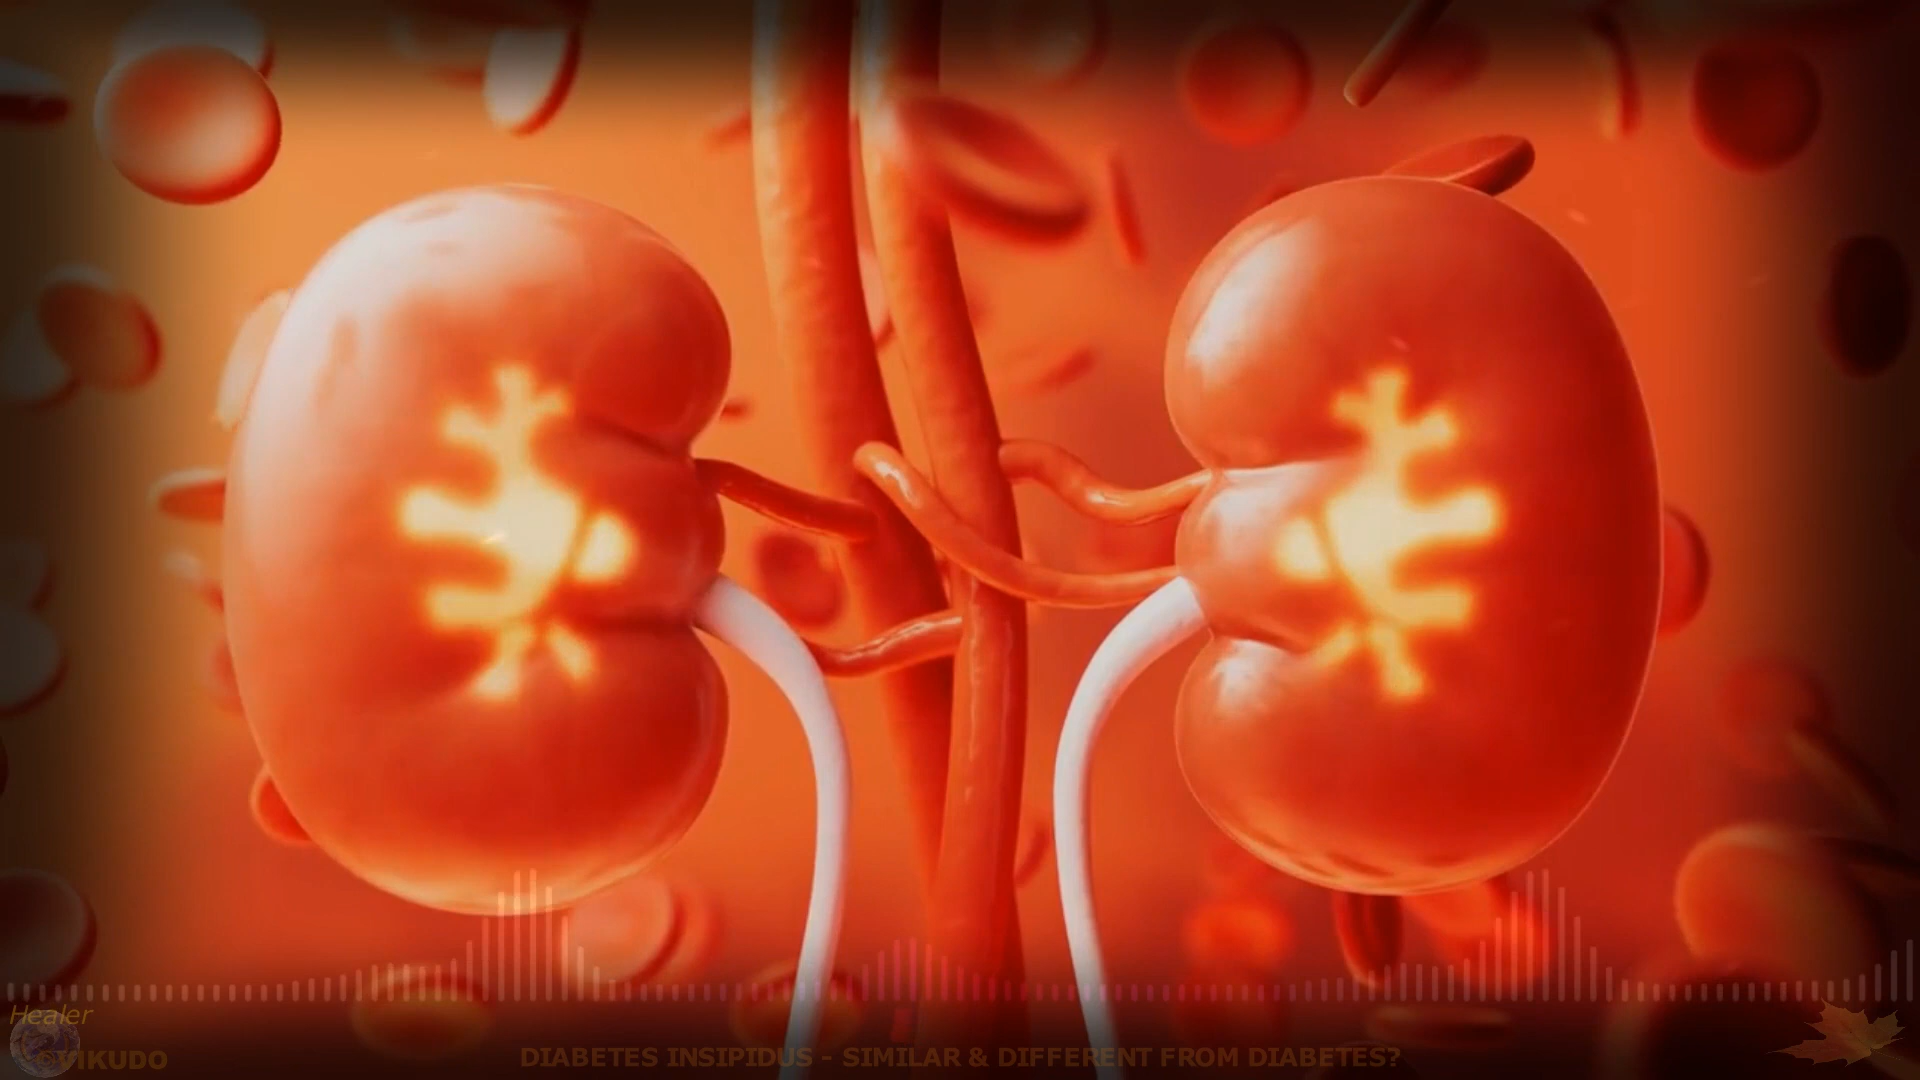 Healer
©VIKUDO
DIABETES INSIPIDUS - SIMILAR & DIFFERENT FROM DIABETES?